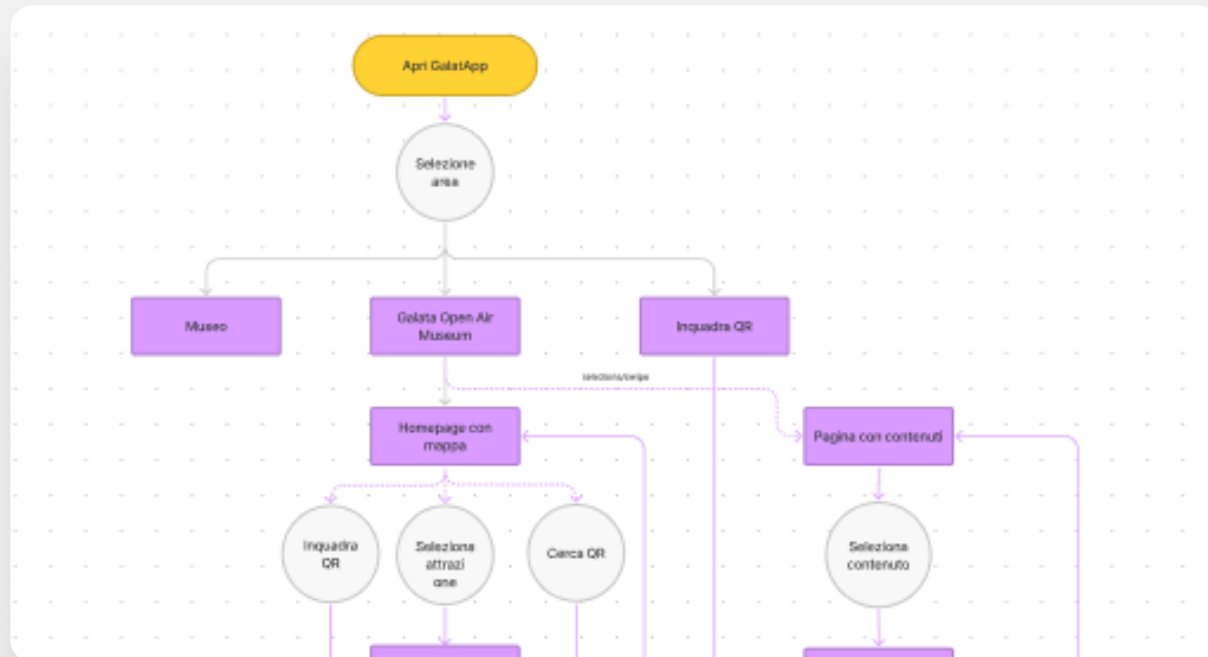 Apri GalatApp
Selezione
area
Museo
Galata Open Air
Museum
Inquadra QR
seleziona/swipe
Homepage con
mappa
Pagina con contenuti
Inquadra
QR
Seleziona
attrazi
one
Cerca QR
Seleziona
contenuto